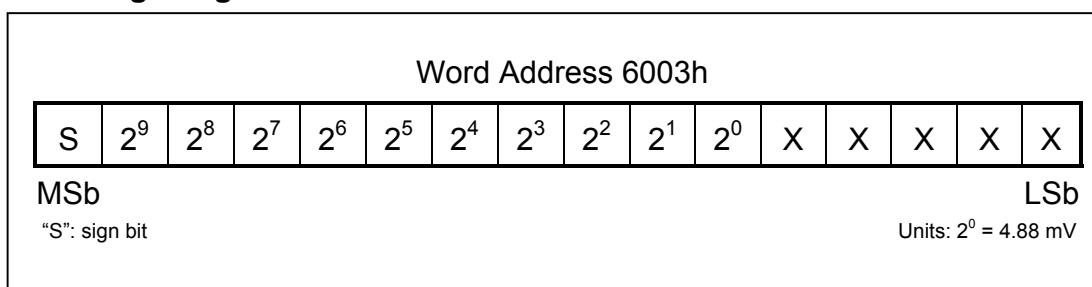 Word Address 6003h
S 2⁹ 2⁸ 2⁷ 2⁶ 2⁵ 2⁴ 2³ 2² 2¹ 2⁰ X X X X X
MSb LSb
“S”: sign bit Units: 2⁰ = 4.88 mV